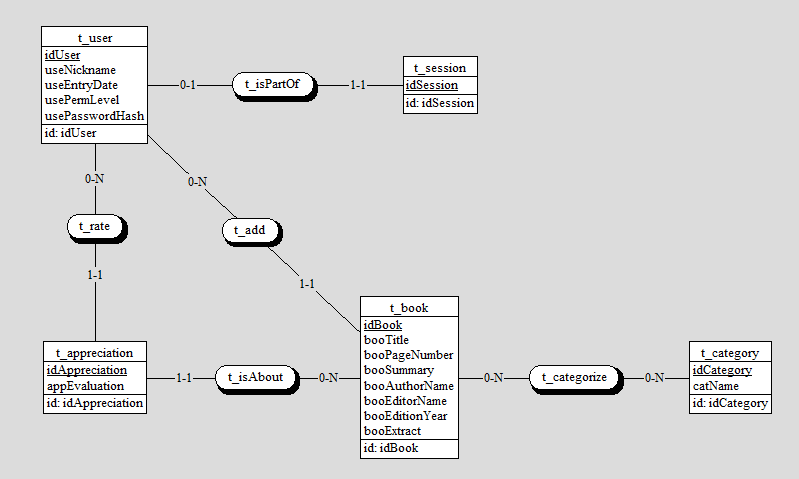 t_user
idUser
useNickname
useEntryDate
usePermLevel
usePasswordHash
id: idUser
0-1
t_isPartOf
1-1
t_session
idSession
id: idSession
0-N
t_rate
1-1
0-N
t_add
1-1
t_appreciation
idAppreciation
appEvaluation
id: idAppreciation
1-1
t_isAbout
0-N
t_book
idBook
booTitle
booPageNumber
booSummary
booAuthorName
booEditorName
booEditionYear
booExtract
id: idBook
0-N
t_categorize
0-N
t_category
idCategory
catName
id: idCategory